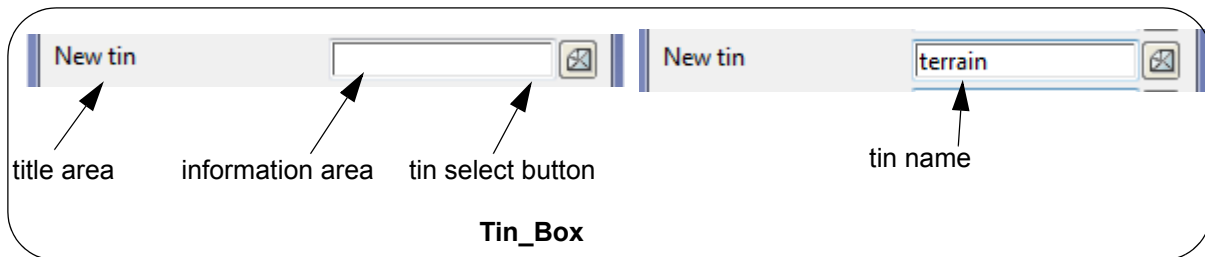 New tin
New tin
terrain
title area
information area
tin select button
tin name
Tin_Box